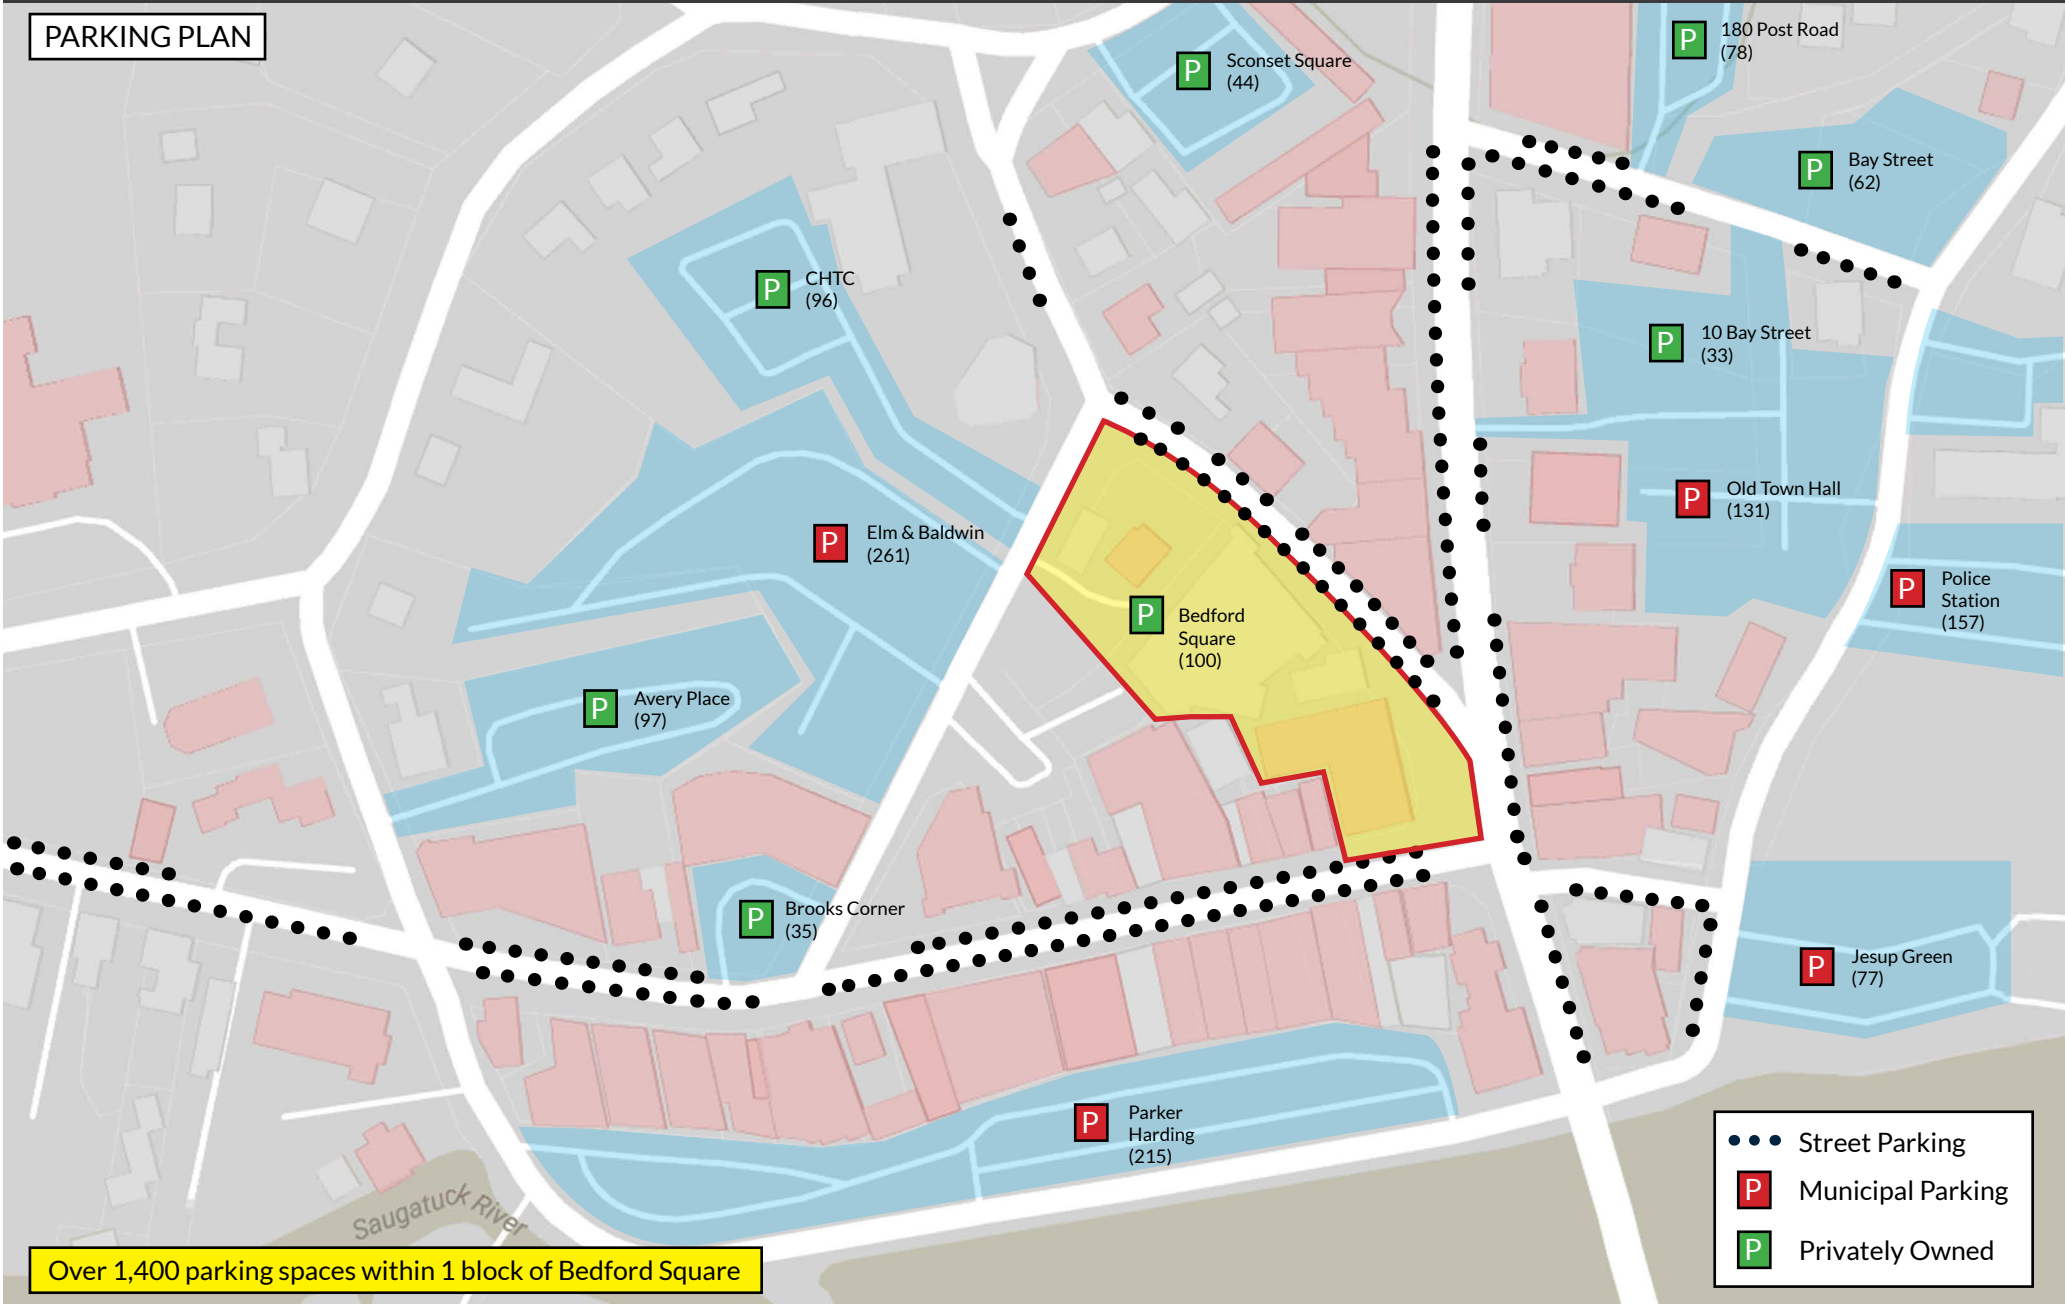 PARKING PLAN
P
Sconset Square
(44)
P
180 Post Road
(78)
P
Bay Street
(62)
P
CHTC
(96)
P
10 Bay Street
(33)
P
Elm & Baldwin
(261)
P
Old Town Hall
(131)
P
Police
Station
(157)
P
Bedford
Square
(100)
P
Avery Place
(97)
P
Brooks Corner
(35)
P
Jesup Green
(77)
P
Parker
Harding
(215)
Saugatuck River
Street Parking
P
Municipal Parking
P
Privately Owned
Over 1,400 parking spaces within 1 block of Bedford Square